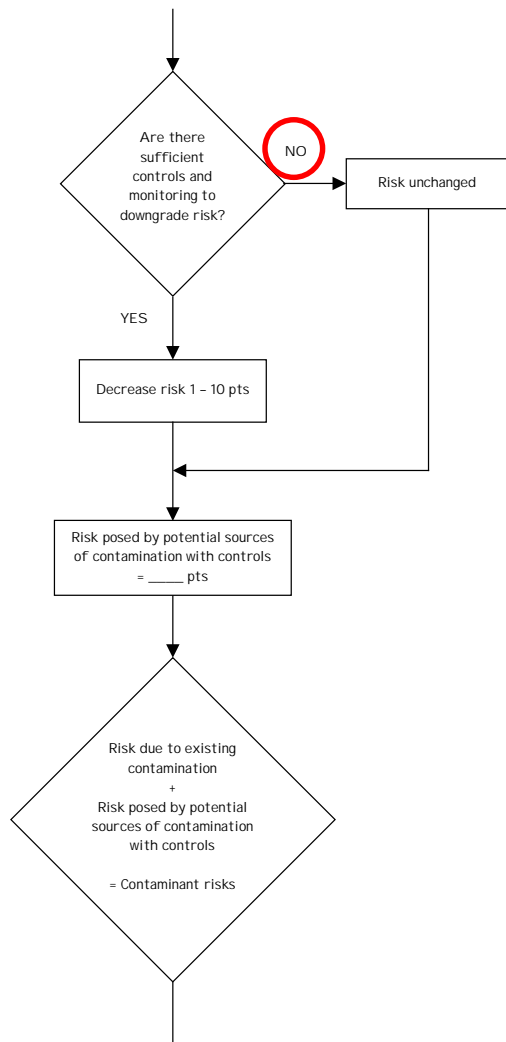 Are there
sufficient
controls and
monitoring to
downgrade risk?
NO
Risk unchanged
YES
Decrease risk 1 – 10 pts
Risk posed by potential sources
of contamination with controls
= _____ pts
Risk due to existing
contamination
+
Risk posed by potential
sources of contamination
with controls
= Contaminant risks